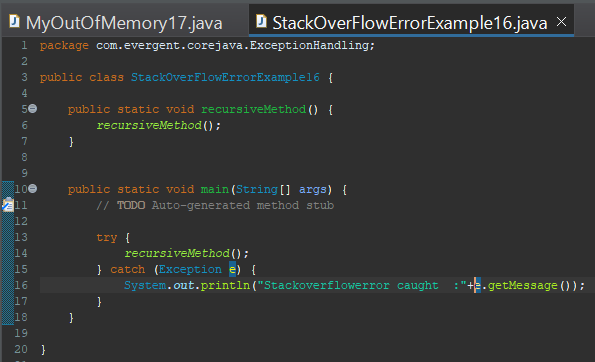 MyOutOfMemory17.java StackOverFlowErrorExample16.java
1 package com.evergent.corejava.ExceptionHandling;
2
3 public class StackOverFlowErrorExample16 {
4
5 public static void recursiveMethod() {
6 recursiveMethod();
7 }
8
9
10 public static void main(String[] args) {
11 // TODO Auto-generated method stub
12
13 try {
14 recursiveMethod();
15 } catch (Exception e) {
16 System.out.println("Stackoverflowerror caught :"+e.getMessage());
17 }
18 }
19
20 }